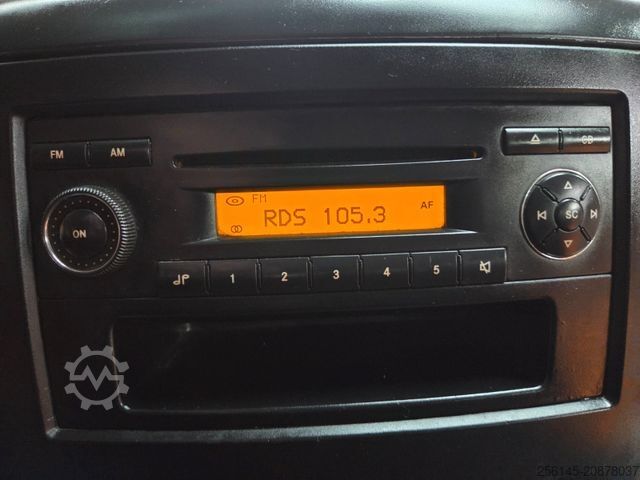 FM AM
CD
FM
RDS 105.3 AF
ON
SC
1 2 3 4 5
256145-20878037